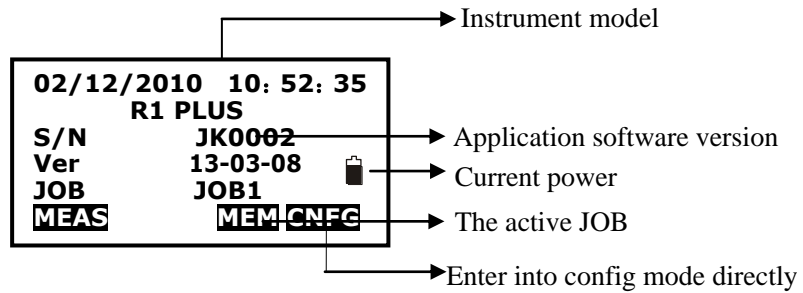 Instrument model
02/12/2010 10: 52: 35
R1 PLUS
S/N JK0002
Application software version
Ver 13-03-08
Current power
JOB JOB1
The active JOB
MEAS MEM CNFG
Enter into config mode directly